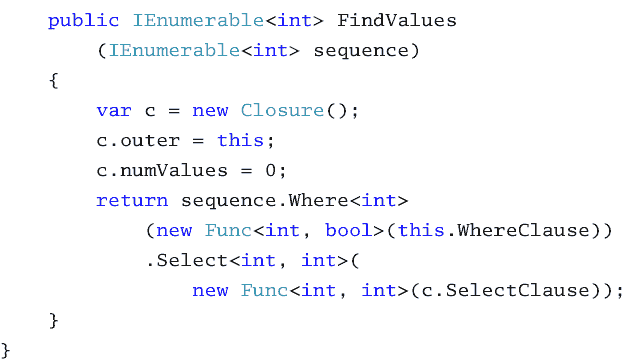 public IEnumerable<int> FindValues
        (IEnumerable<int> sequence)
    {
        var c = new Closure();
        c.outer = this;
        c.numValues = 0;
        return sequence.Where<int>
            (new Func<int, bool>(this.WhereClause))
            .Select<int, int>(
                new Func<int, int>(c.SelectClause));
    }
}